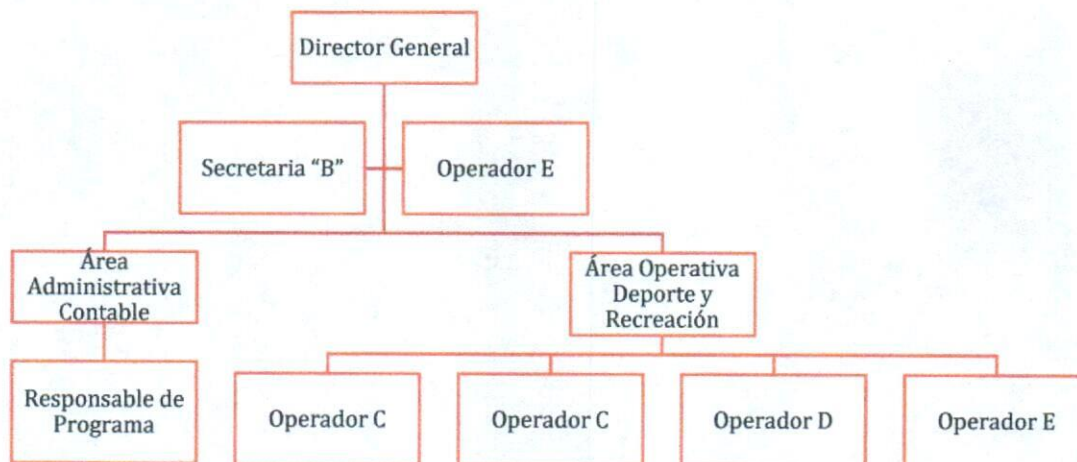 Director General
Secretaria “B”
Operador E
Área
Administrativa
Contable
Área Operativa
Deporte y
Recreación
Responsable de
Programa
Operador C
Operador C
Operador D
Operador E